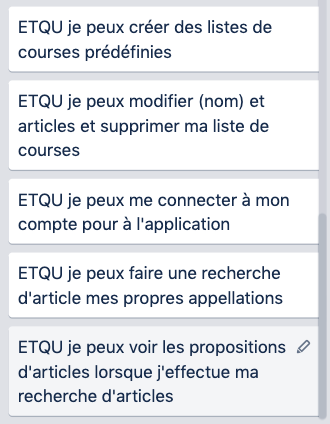 ETQU je peux créer des listes de
courses prédéfinies
ETQU je peux modifier (nom) et
articles et supprimer ma liste de
courses
ETQU je peux me connecter à mon
compte pour à l'application
ETQU je peux faire une recherche
d'article mes propres appellations
ETQU je peux voir les propositions
d'articles lorsque j'effectue ma
recherche d'articles